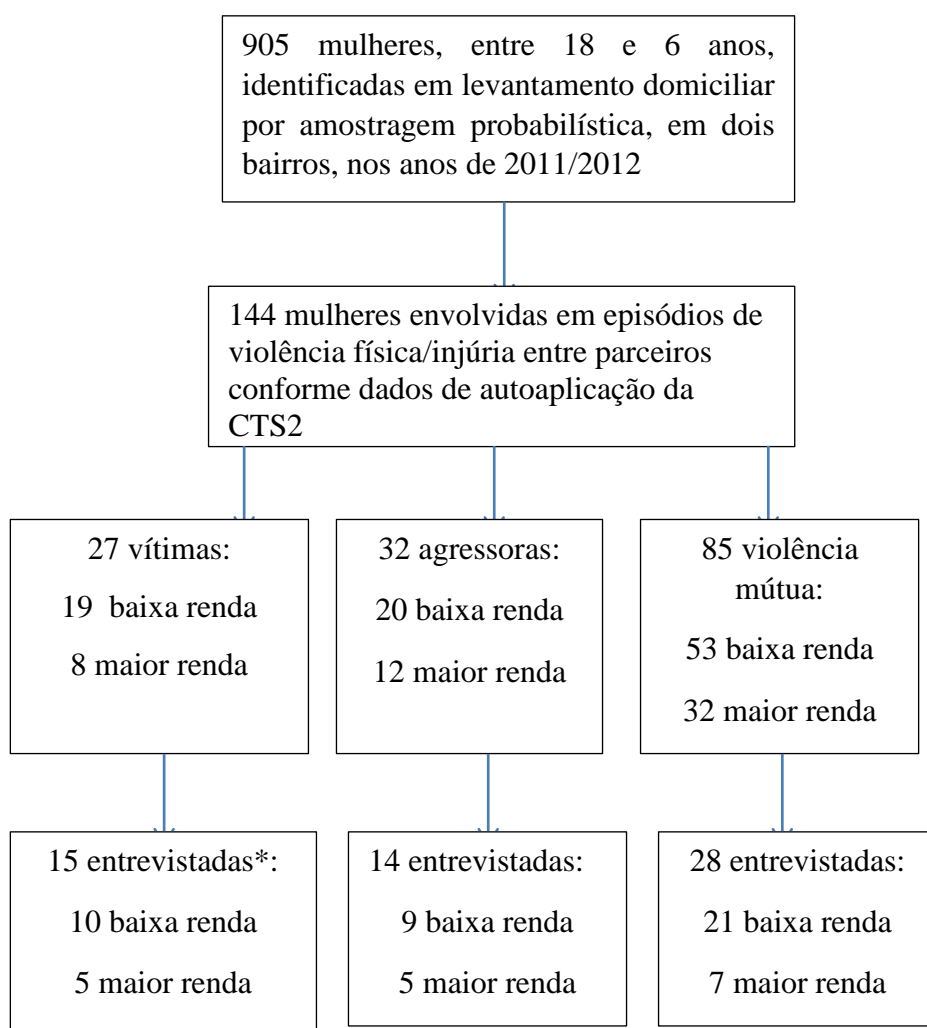 905 mulheres, entre 18 e 6 anos,
identificadas em levantamento domiciliar
por amostragem probabilística, em dois
bairros, nos anos de 2011/2012
144 mulheres envolvidas em episódios de
violência física/injúria entre parceiros
conforme dados de autoaplicação da
CTS2
27 vítimas:
19 baixa renda
8 maior renda
32 agressoras:
20 baixa renda
12 maior renda
85 violência
mútua:
53 baixa renda
32 maior renda
15 entrevistadas*:
10 baixa renda
5 maior renda
14 entrevistadas:
9 baixa renda
5 maior renda
28 entrevistadas:
21 baixa renda
7 maior renda